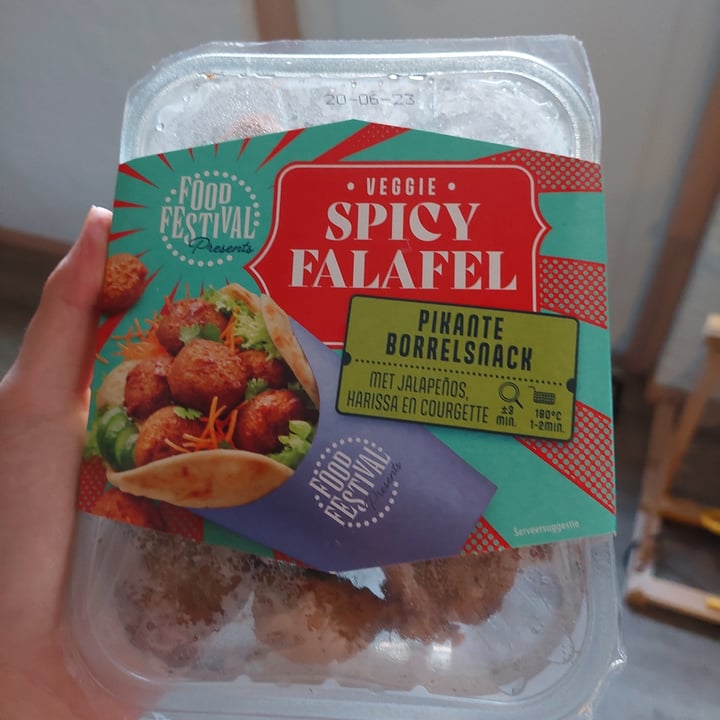 20-06-23
FOOD
FESTIVAL
Presents
• VEGGIE •
SPICY
FALAFEL
PIKANTE
BORRELSNACK
MET JALAPEÑOS,
HARISSA EN COURGETTE
±3
min.
180°C
1-2min.
FOOD
FESTIVAL
Presents
Serveersuggestie